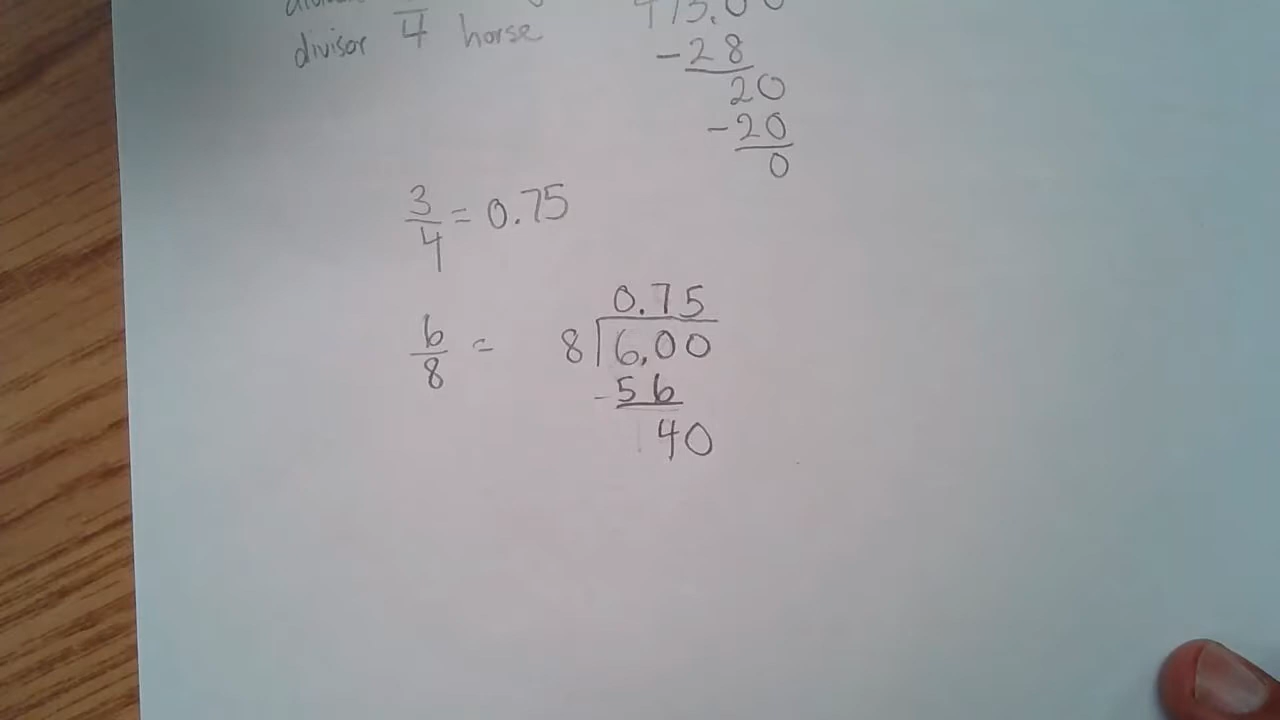 divisor 4 horse
- 28
20
- 20
0
3/4 = 0.75
0.75
6/8 = 8 6.00
- 56
40